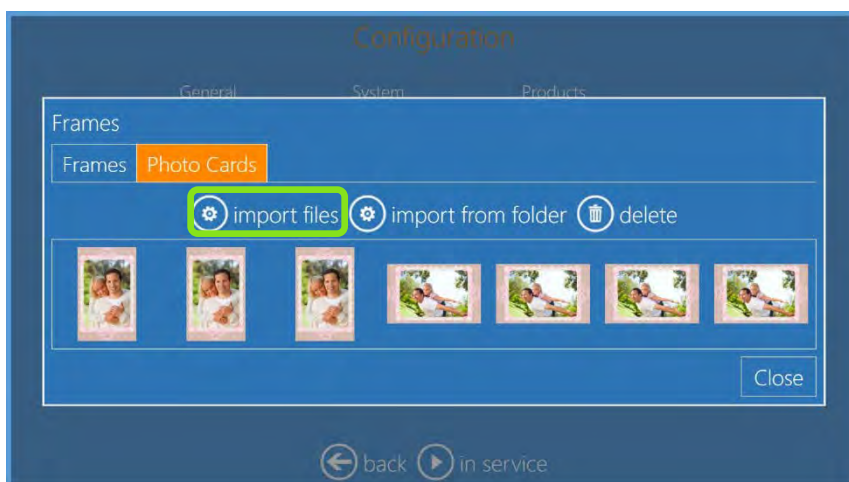 Configuration
General System Products
Frames
Frames Photo Cards
import files import from folder delete
Close
back in service